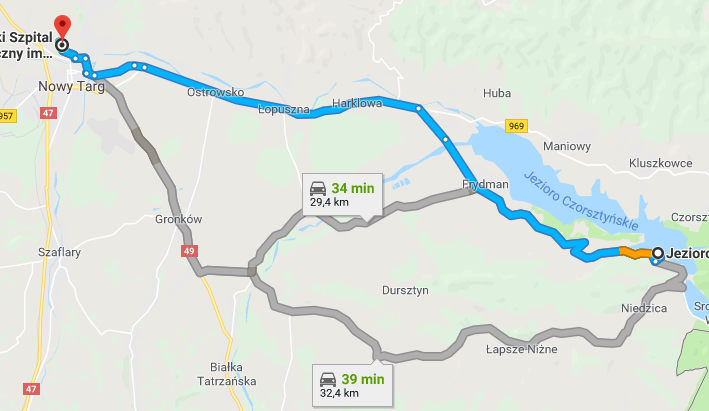 ki Szpital
czny im...
Nowy Targ
47
957
Ostrowsko
Łopuszna
Harklowa
Huba
969
Maniowy
Kluszkowce
Frydman
Jezioro Czorsztyńskie
Czorsz
34 min
29,4 km
Gronków
49
Szaflary
Jezioro
Dursztyn
Niedzica
Sro
W
Łapsze Niżne
Białka
Tatrzańska
39 min
32,4 km
47